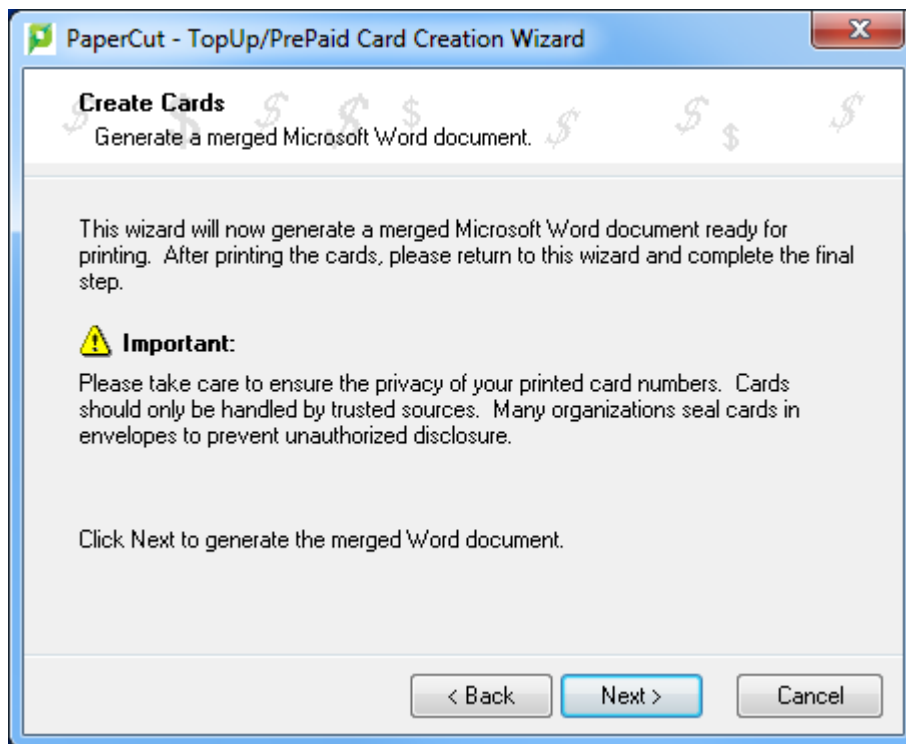 PaperCut - TopUp/PrePaid Card Creation Wizard
x
Create Cards
Generate a merged Microsoft Word document.
$ $ $ $ $ $ $ $ $
This wizard will now generate a merged Microsoft Word document ready for
printing.  After printing the cards, please return to this wizard and complete the final
step.
! Important:
Please take care to ensure the privacy of your printed card numbers.  Cards
should only be handled by trusted sources.  Many organizations seal cards in
envelopes to prevent unauthorized disclosure.
Click Next to generate the merged Word document.
< Back Next > Cancel